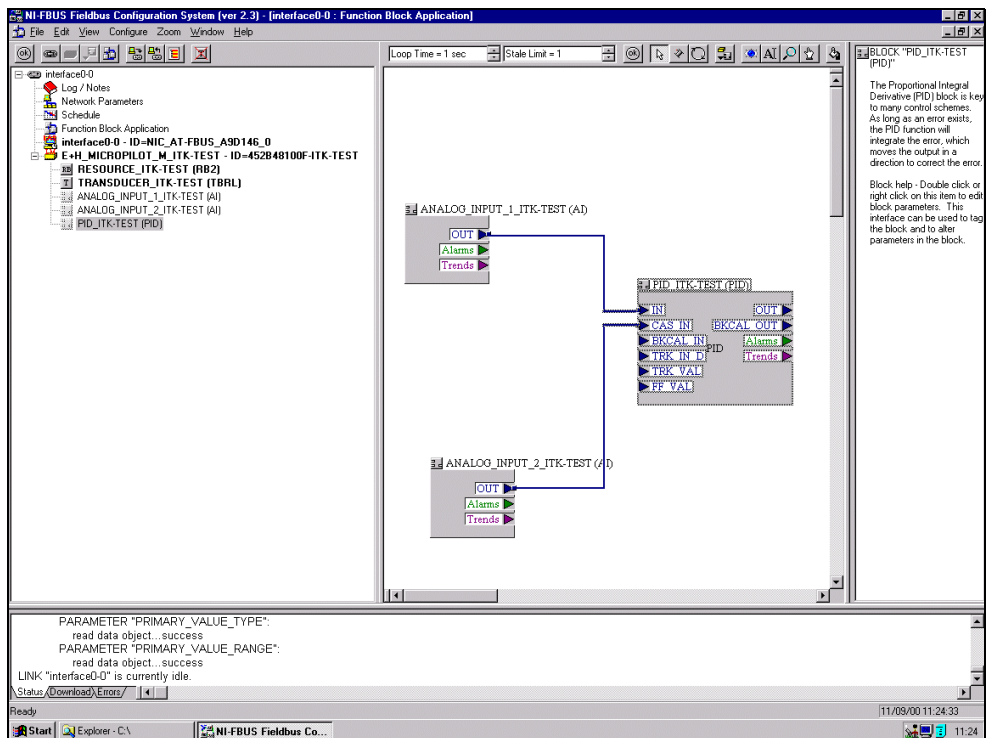 NI-FBUS Fieldbus Configuration System (ver 2.3) - [interface0-0 : Function Block Application]
File Edit View Configure Zoom Window Help
Loop Time = 1 sec
Stale Limit = 1
interface0-0
Log / Notes
Network Parameters
Schedule
Function Block Application
interface0-0 - ID=NIC_AT-FBUS_A9D146_0
E+H_MICROPILOT_M_ITK-TEST - ID=452B48100F-ITK-TEST
RB RESOURCE_ITK-TEST (RB2)
T TRANSDUCER_ITK-TEST (TBRL)
ANALOG_INPUT_1_ITK-TEST (AI)
ANALOG_INPUT_2_ITK-TEST (AI)
PID_ITK-TEST (PID)
ANALOG_INPUT_1_ITK-TEST (AI)
OUT
Alarms
Trends
PID_ITK-TEST (PID)
IN OUT
CAS_IN BKCAL_OUT
BKCAL_IN Alarms
PID
TRK_IN_D Trends
TRK_VAL
FF_VAL
ANALOG_INPUT_2_ITK-TEST (AI)
OUT
Alarms
Trends
BLOCK "PID_ITK-TEST
(PID)"
The Proportional Integral
Derivative (PID) block is key
to many control schemes.
As long as an error exists,
the PID function will
integrate the error, which
moves the output in a
direction to correct the error.
Block help - Double click or
right click on this item to edit
block parameters. This
interface can be used to tag
the block and to alter
parameters in the block.
PARAMETER "PRIMARY_VALUE_TYPE":
read data object...success
PARAMETER "PRIMARY_VALUE_RANGE":
read data object...success
LINK "interface0-0" is currently idle.
Status Download Errors
Ready
11/09/00 11:24:33
Start
Explorer - C:\
NI-FBUS Fieldbus Co...
11:24